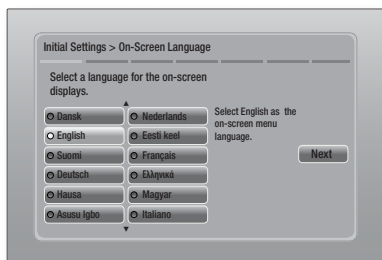 Initial Settings > On-Screen Language
Select a language for the on-screen
displays.
Dansk
English
Suomi
Deutsch
Hausa
Asusu Igbo
Nederlands
Eesti keel
Français
Ελληνικά
Magyar
Italiano
Select English as the
on-screen menu
language.
Next